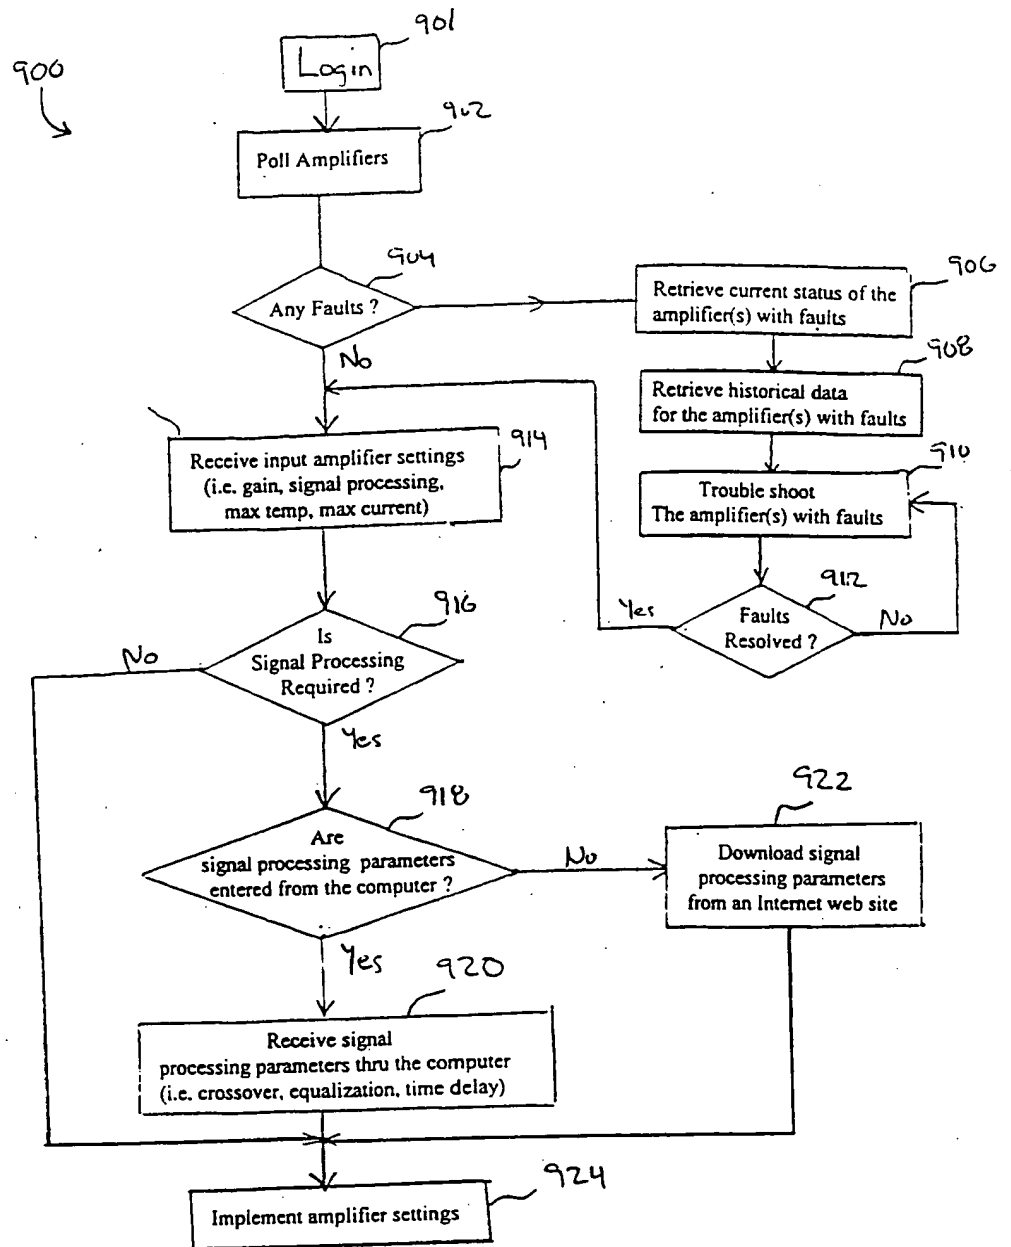 901
900
Login
902
Poll Amplifiers
904
Any Faults ?
No
906
Retrieve current status of the
amplifier(s) with faults
908
Retrieve historical data
for the amplifier(s) with faults
910
Trouble shoot
The amplifier(s) with faults
912
Faults
Resolved ?
Yes
No
914
Receive input amplifier settings
(i.e. gain, signal processing,
max temp, max current)
916
Is
Signal Processing
Required ?
No
Yes
918
Are
signal processing parameters
entered from the computer ?
No
Yes
922
Download signal
processing parameters
from an Internet web site
920
Receive signal
processing parameters thru the computer
(i.e. crossover, equalization, time delay)
924
Implement amplifier settings